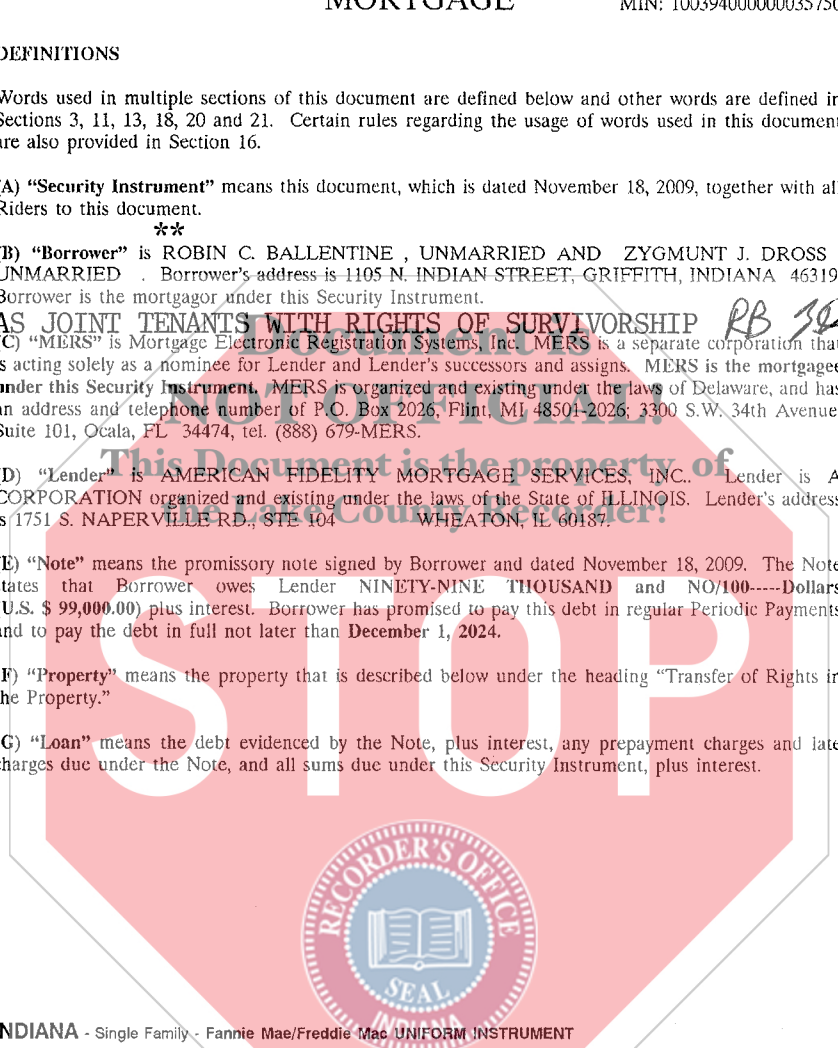 MORTGAGE MIN: 100394000000035750
DEFINITIONS
Words used in multiple sections of this document are defined below and other words are defined in
Sections 3, 11, 13, 18, 20 and 21. Certain rules regarding the usage of words used in this document
are also provided in Section 16.
(A) “Security Instrument” means this document, which is dated November 18, 2009, together with all
Riders to this document.
**
(B) “Borrower” is ROBIN C. BALLENTINE , UNMARRIED AND ZYGMUNT J. DROSS
UNMARRIED . Borrower's address is 1105 N. INDIAN STREET, GRIFFITH, INDIANA 46319
Borrower is the mortgagor under this Security Instrument.
AS JOINT TENANTS WITH RIGHTS OF SURVIVORSHIP RB
(C) “MERS” is Mortgage Electronic Registration Systems, Inc. MERS is a separate corporation that
is acting solely as a nominee for Lender and Lender's successors and assigns. MERS is the mortgagee
under this Security Instrument. MERS is organized and existing under the laws of Delaware, and has
an address and telephone number of P.O. Box 2026, Flint, MI 48501-2026; 3300 S.W. 34th Avenue,
Suite 101, Ocala, FL 34474, tel. (888) 679-MERS.
(D) “Lender” is AMERICAN FIDELITY MORTGAGE SERVICES, INC.. Lender is A
CORPORATION organized and existing under the laws of the State of ILLINOIS. Lender's address
is 1751 S. NAPERVILLE RD., STE 104 WHEATON, IL 60187.
(E) “Note” means the promissory note signed by Borrower and dated November 18, 2009. The Note
states that Borrower owes Lender NINETY-NINE THOUSAND and NO/100-----Dollars
(U.S. $ 99,000.00) plus interest. Borrower has promised to pay this debt in regular Periodic Payments
and to pay the debt in full not later than December 1, 2024.
(F) “Property” means the property that is described below under the heading “Transfer of Rights in
the Property.”
(G) “Loan” means the debt evidenced by the Note, plus interest, any prepayment charges and late
charges due under the Note, and all sums due under this Security Instrument, plus interest.
Document is
NOT OFFICIAL!
This Document is the property of
the Lake County Recorder!
STOP
RECORDER'S OFFICE
SEAL
INDIANA
INDIANA - Single Family - Fannie Mae/Freddie Mac UNIFORM INSTRUMENT